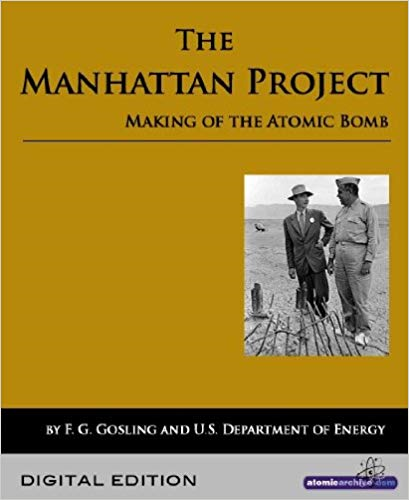 THE
MANHATTAN PROJECT
MAKING OF THE ATOMIC BOMB
BY F. G. GOSLING AND U.S. DEPARTMENT OF ENERGY
DIGITAL EDITION
atomicarchive.com